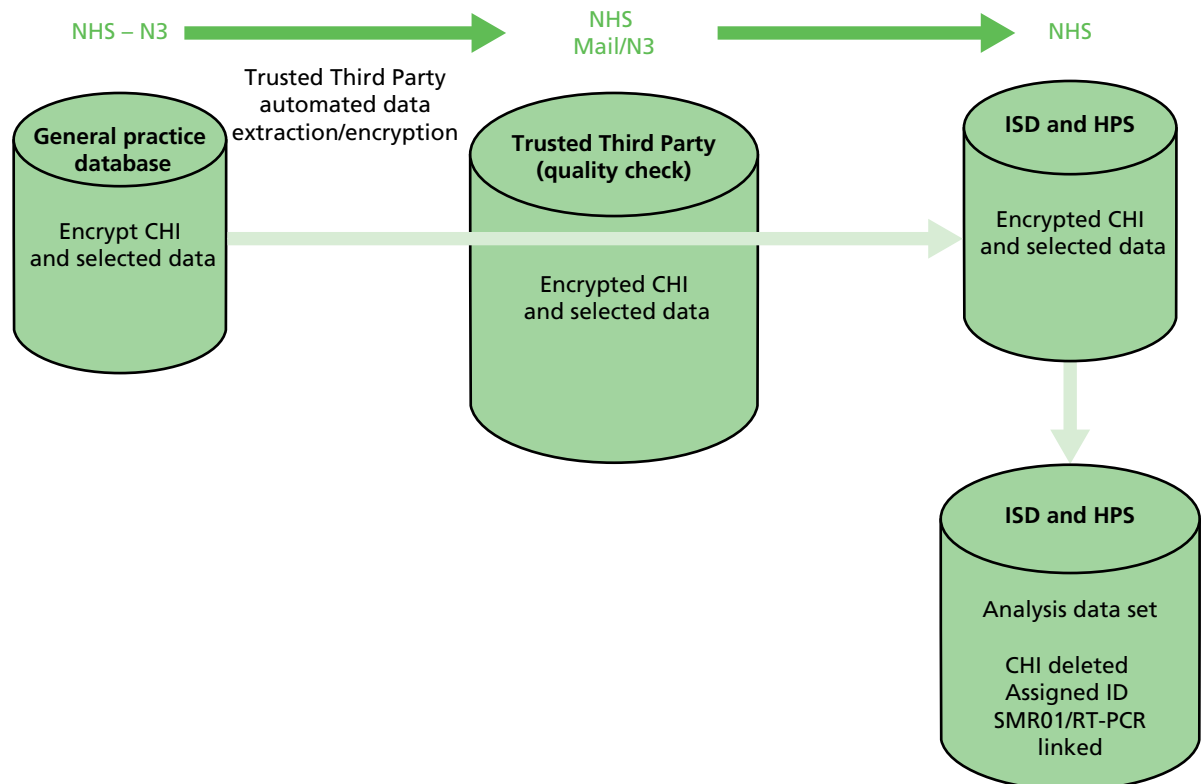 NHS – N3
NHS
Mail/N3
NHS
Trusted Third Party
automated data
extraction/encryption
General practice
database
Encrypt CHI
and selected data
Trusted Third Party
(quality check)
Encrypted CHI
and selected data
ISD and HPS
Encrypted CHI
and selected data
ISD and HPS
Analysis data set
CHI deleted
Assigned ID
SMR01/RT-PCR
linked